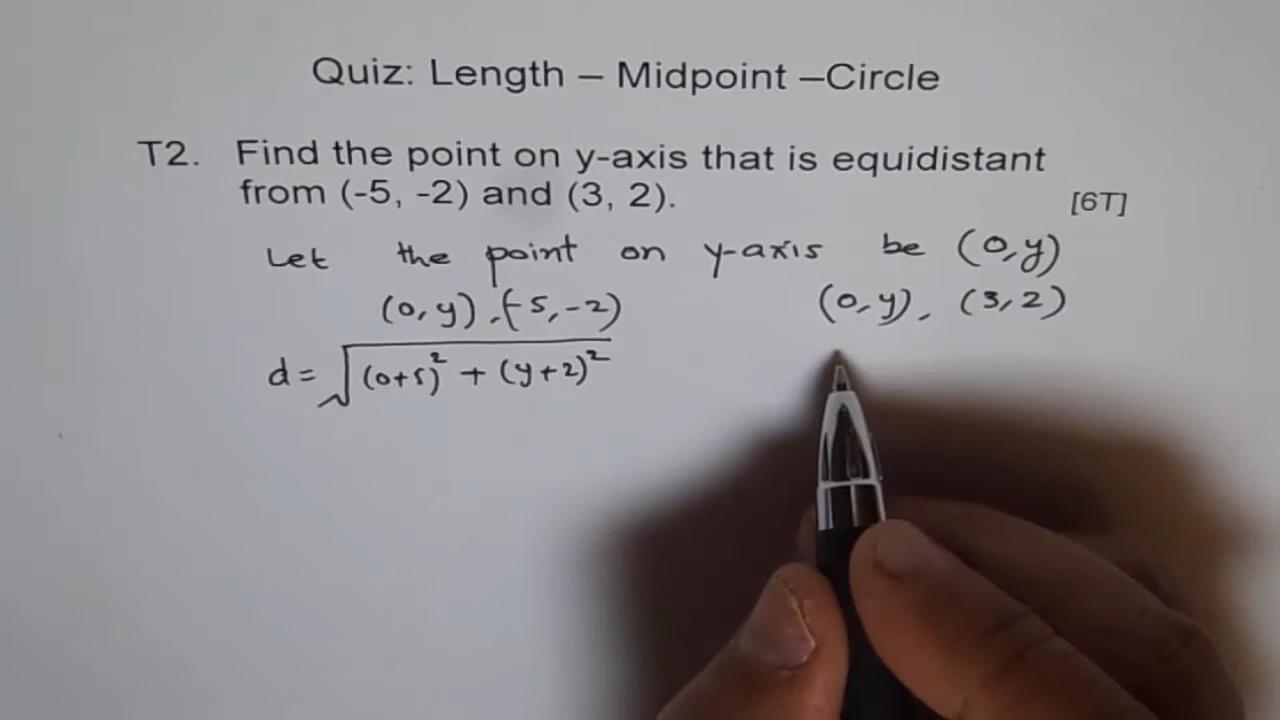 Quiz: Length – Midpoint –Circle
T2. Find the point on y-axis that is equidistant
from (-5, -2) and (3, 2).
[6T]
Let the point on y-axis be (0,y)
(0,y), (-5,-2) (0,y), (3,2)
d = √(0+5)² + (y+2)²